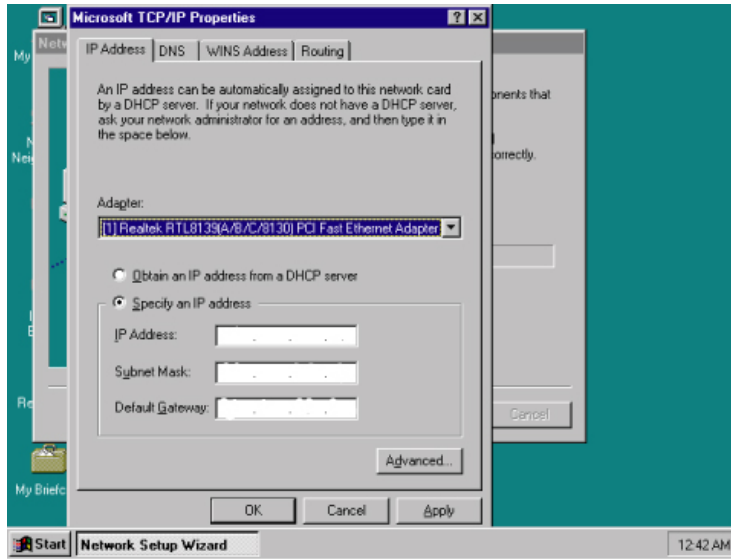 Microsoft TCP/IP Properties
Netw
My
IP Address DNS WINS Address Routing
An IP address can be automatically assigned to this network card
by a DHCP server. If your network does not have a DHCP server,
ask your network administrator for an address, and then type it in
the space below.
onents that
N
Neig
orrectly.
Adapter:
[1] Realtek RTL8139(A/B/C/8130) PCI Fast Ethernet Adapter
Obtain an IP address from a DHCP server
Specify an IP address
I
E
IP Address:
Subnet Mask:
Default Gateway:
Re
Cancel
Advanced...
My Briefc
OK Cancel Apply
Start Network Setup Wizard 12:42 AM